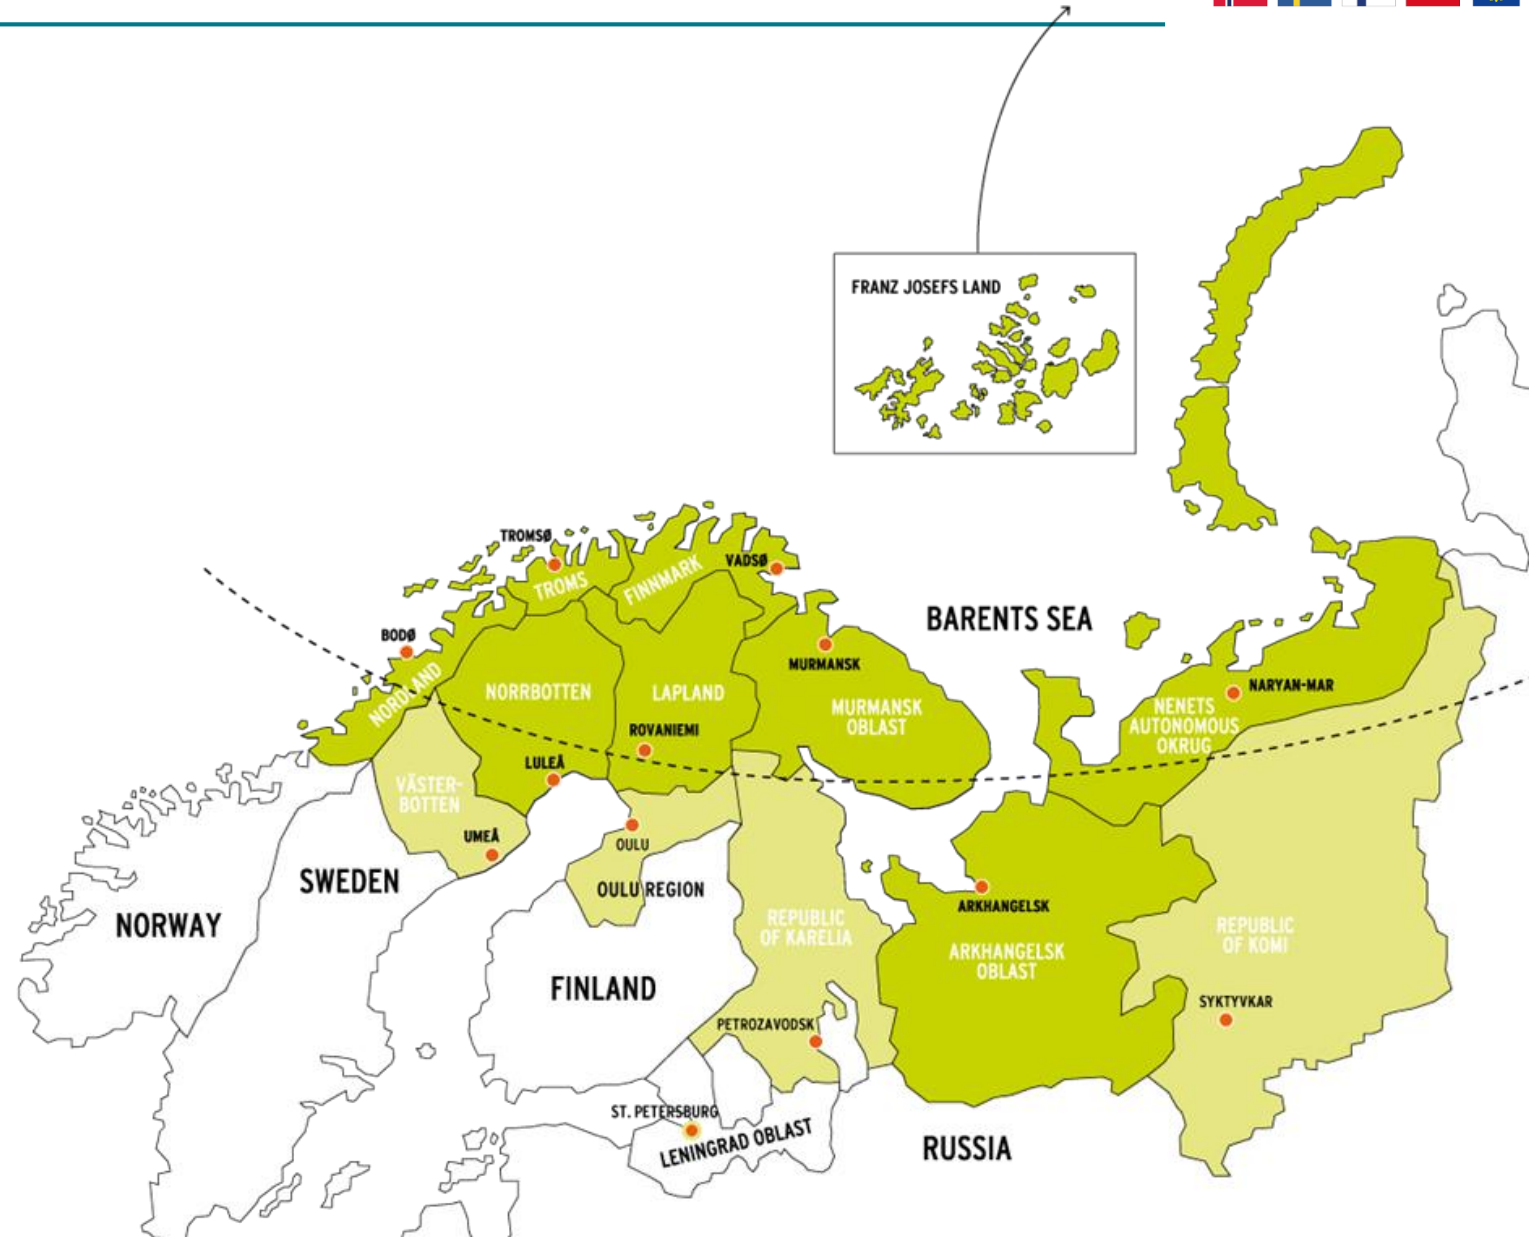 FRANZ JOSEFS LAND
TROMSØ
TROMS
FINNMARK
VADSØ
BARENTS SEA
BODØ
NORDLAND
NORRBOTTEN
LAPLAND
MURMANSK
MURMANSK
OBLAST
ROVANIEMI
LULEÅ
NARYAN-MAR
NENETS
AUTONOMOUS
OKRUG
VÄSTER-
BOTTEN
UMEÅ
OULU
OULU REGION
SWEDEN
NORWAY
FINLAND
ARKHANGELSK
ARKHANGELSK
OBLAST
REPUBLIC
OF KARELIA
REPUBLIC
OF KOMI
SYKTYVKAR
PETROZAVODSK
ST. PETERSBURG
LENINGRAD OBLAST
RUSSIA